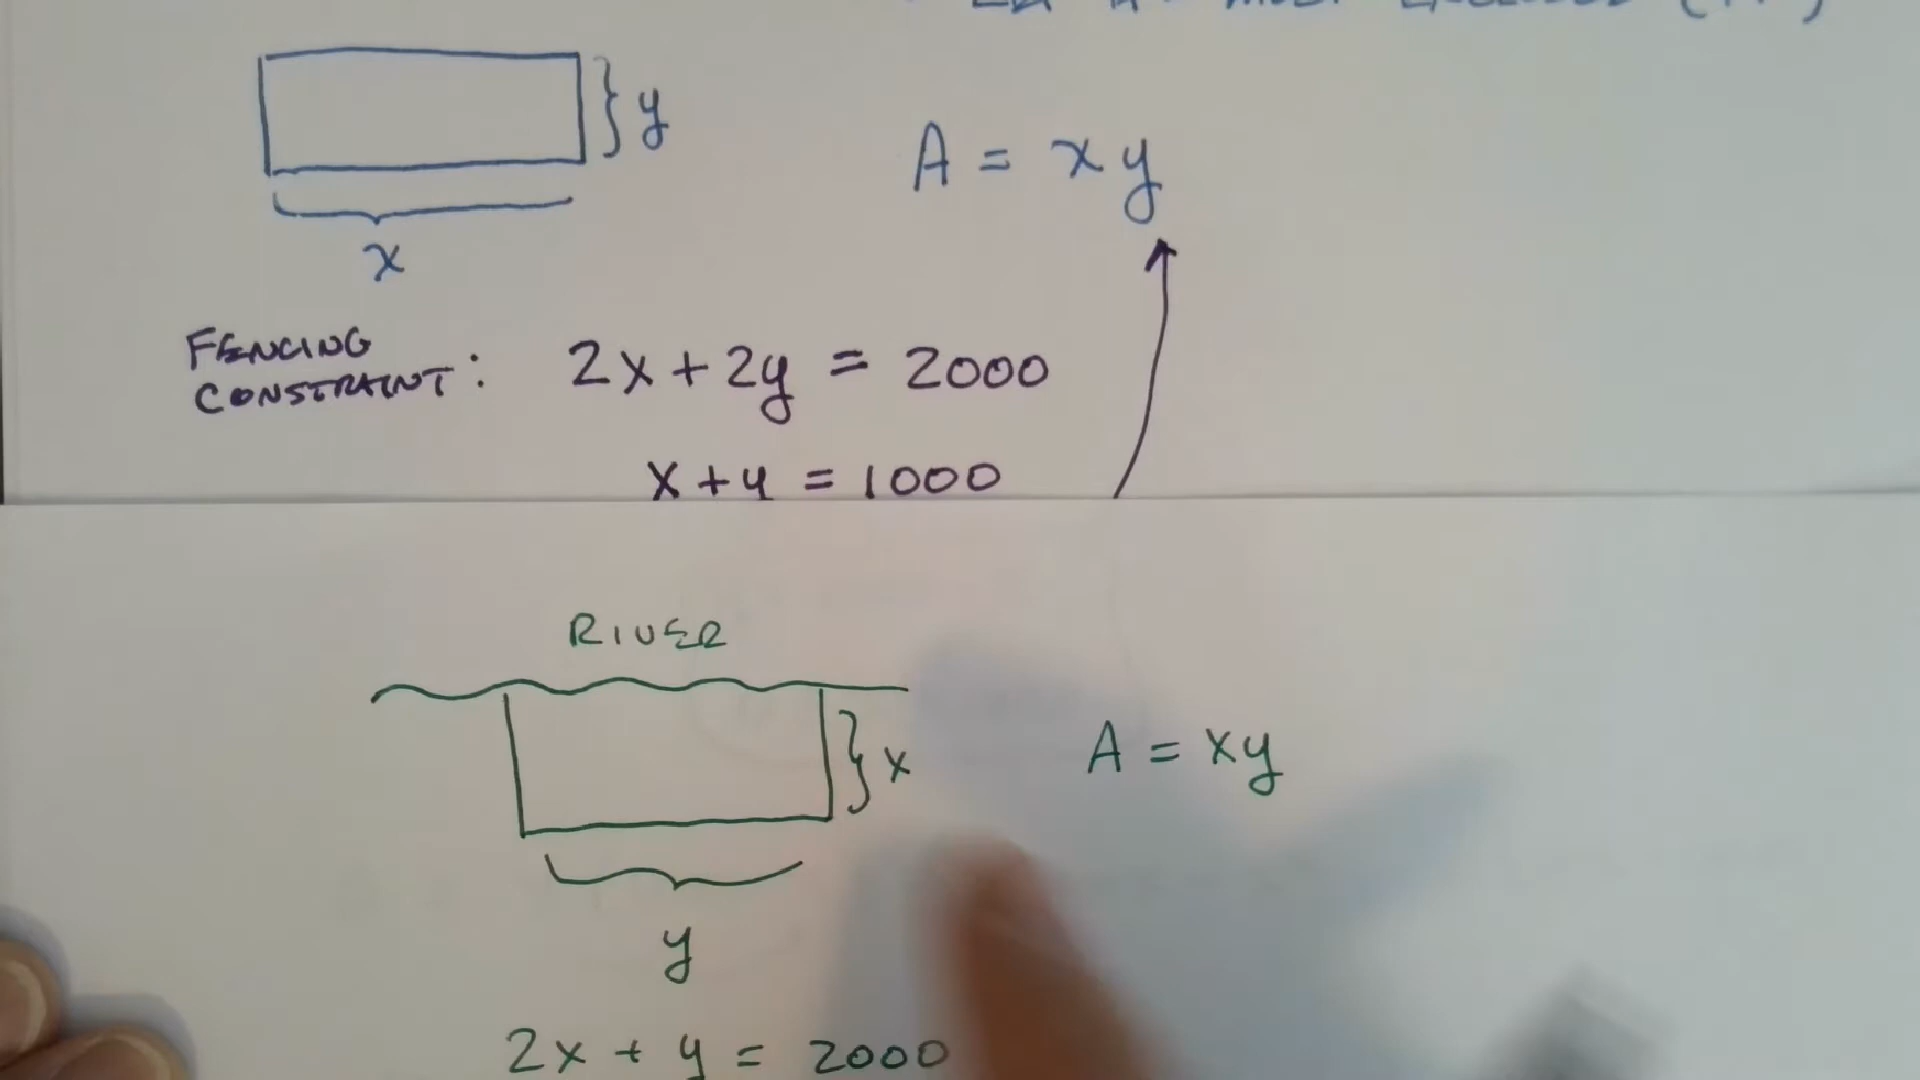 y
A = xy
x
FENCING
CONSTRAINT: 2x + 2y = 2000
x + y = 1000
RIVER
x
A = xy
y
2x + y = 2000